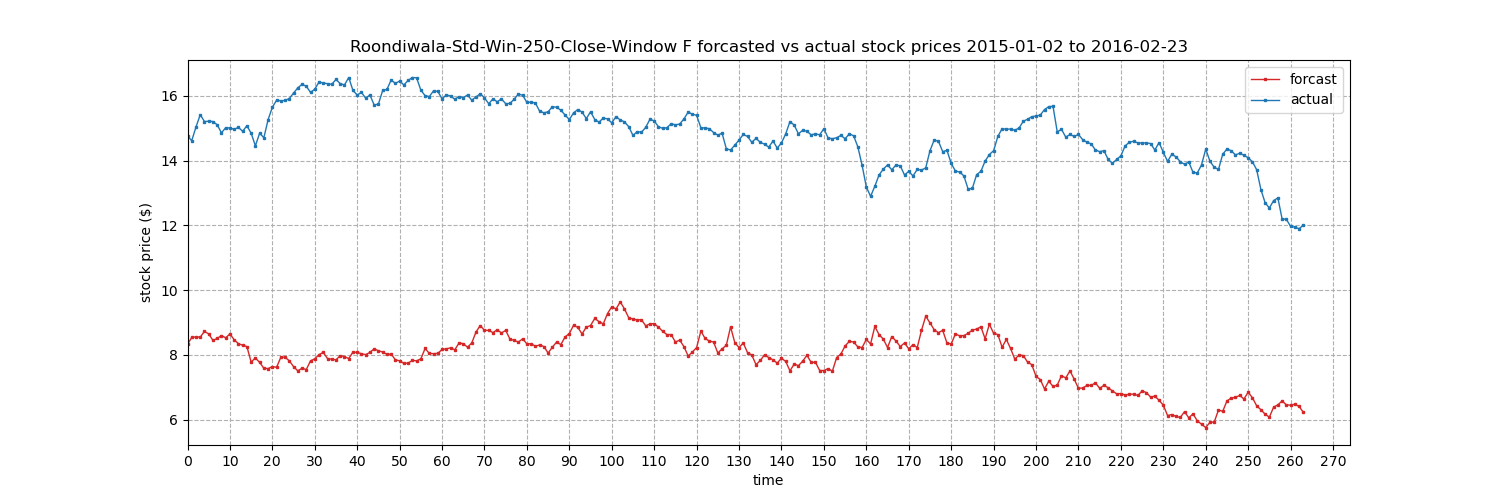 Roondiwala-Std-Win-250-Close-Window F forcasted vs actual stock prices 2015-01-02 to 2016-02-23
forcast
actual
stock price ($)
16
14
12
10
8
6
0 10 20 30 40 50 60 70 80 90 100 110 120 130 140 150 160 170 180 190 200 210 220 230 240 250 260 270
time